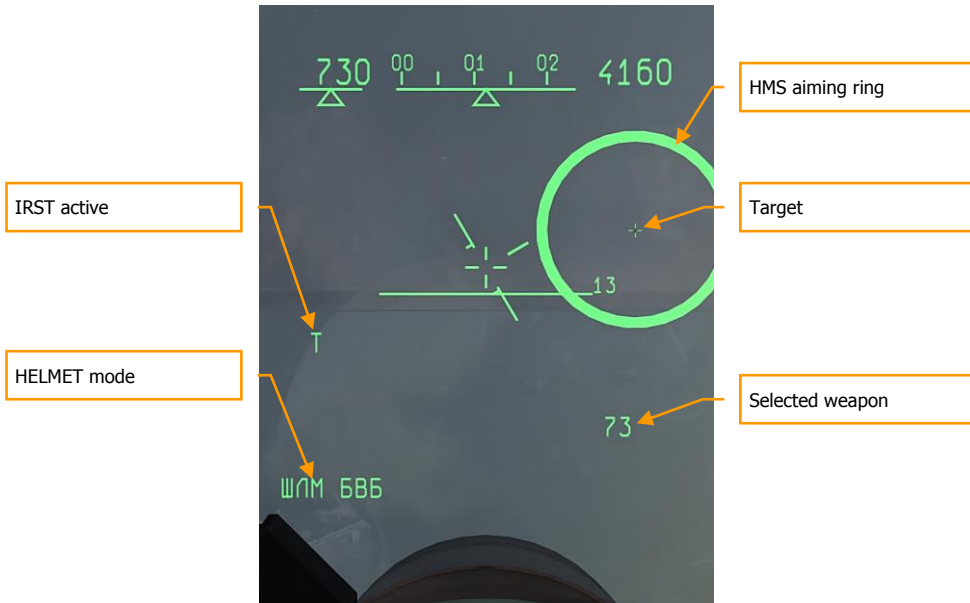 730 00 01 02 4160
HMS aiming ring
IRST active
Target
13
T
HELMET mode
Selected weapon
73
ШЛМ БВБ